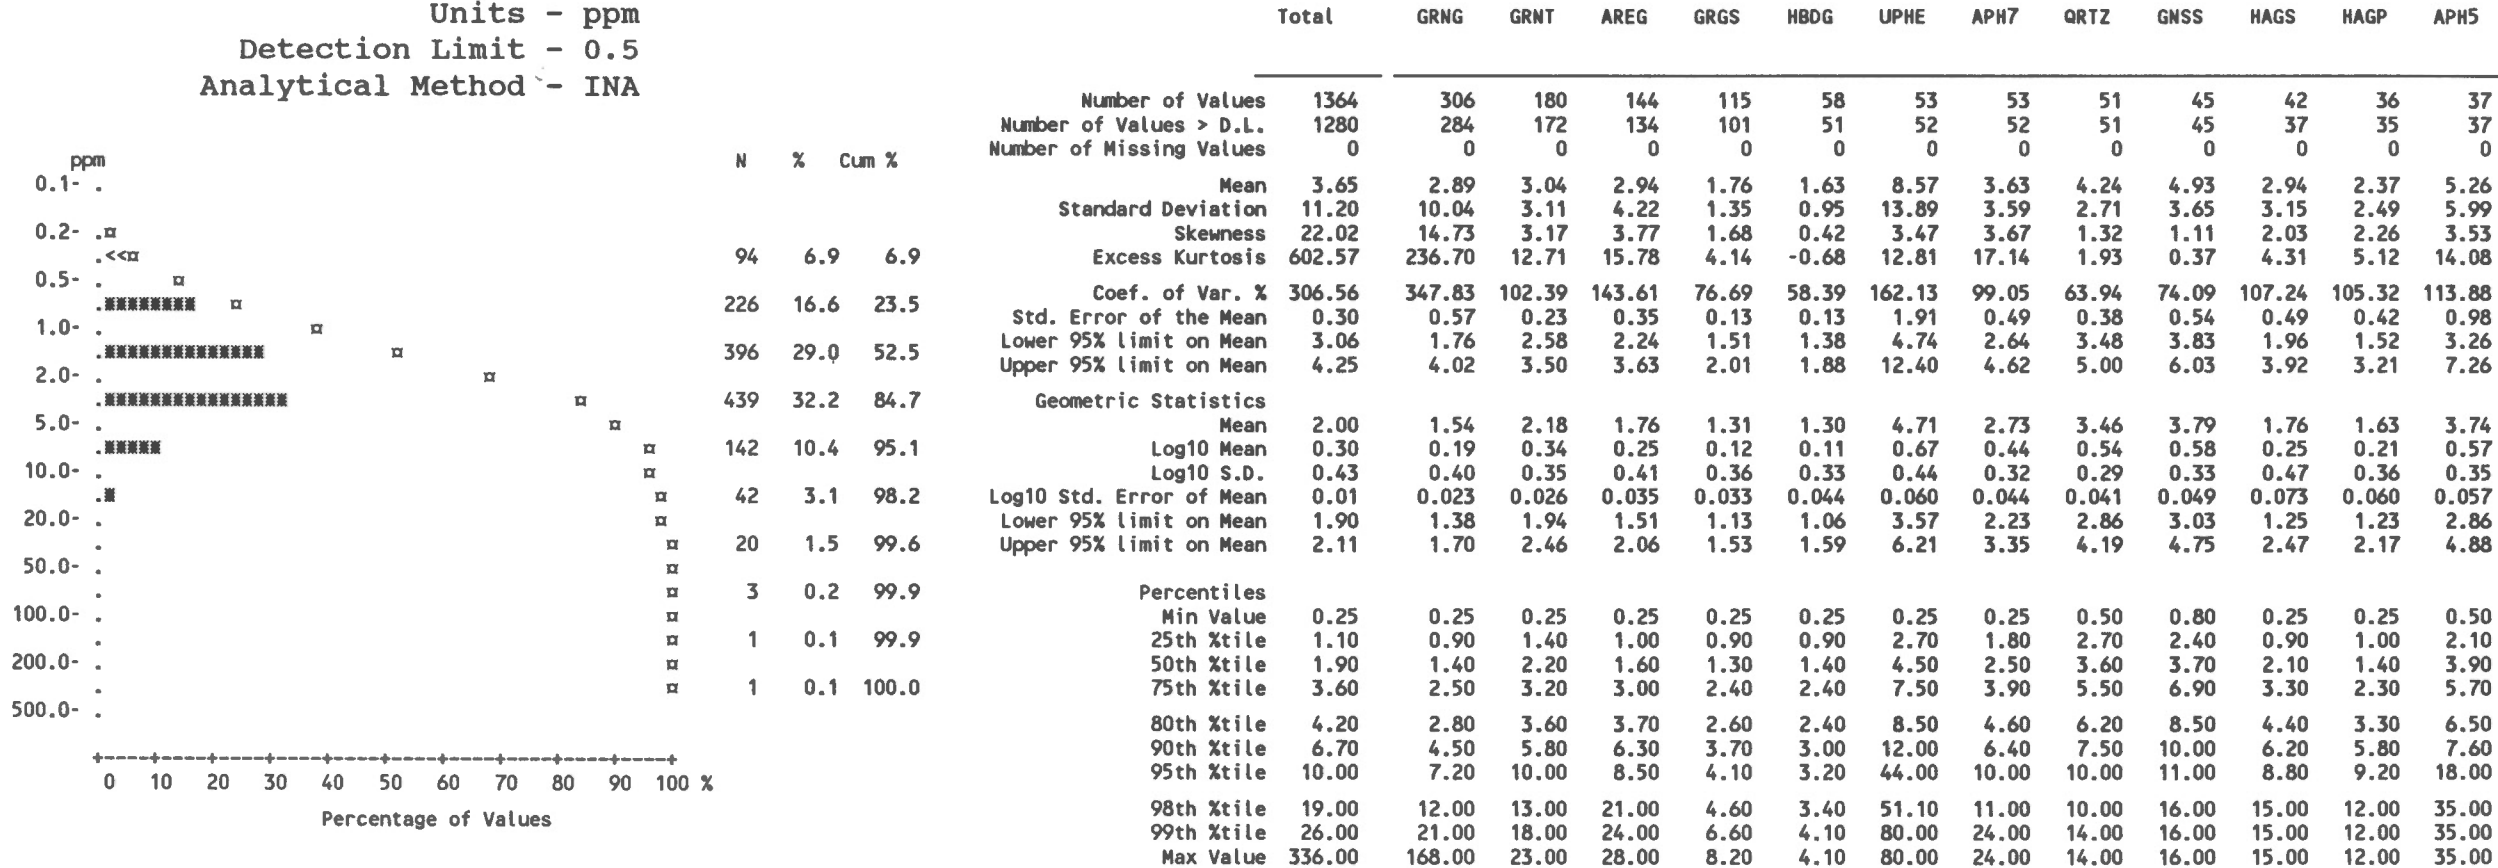 Units - ppm
Detection Limit - 0.5
Analytical Method - INA
ppm N % Cum %
0.1-
0.2- ¤
<<¤ 94 6.9 6.9
0.5- ¤
¤ 226 16.6 23.5
1.0- ¤
¤ 396 29.0 52.5
2.0- ¤
¤ 439 32.2 84.7
5.0- ¤
¤ 142 10.4 95.1
10.0- ¤
¤ 42 3.1 98.2
20.0- ¤
¤ 20 1.5 99.6
50.0- ¤
¤ 3 0.2 99.9
100.0- ¤
¤ 1 0.1 99.9
200.0- ¤
¤ 1 0.1 100.0
500.0-
0 10 20 30 40 50 60 70 80 90 100 %
Percentage of Values
Total GRNG GRNT AREG GRGS HBDG UPHE APH7 QRTZ GNSS HAGS HAGP APH5
Number of Values 1364 306 180 144 115 58 53 53 51 45 42 36 37
Number of Values > D.L. 1280 284 172 134 101 51 52 52 51 45 37 35 37
Number of Missing Values 0 0 0 0 0 0 0 0 0 0 0 0 0
Mean 3.65 2.89 3.04 2.94 1.76 1.63 8.57 3.63 4.24 4.93 2.94 2.37 5.26
Standard Deviation 11.20 10.04 3.11 4.22 1.35 0.95 13.89 3.59 2.71 3.65 3.15 2.49 5.99
Skewness 22.02 14.73 3.17 3.77 1.68 0.42 3.47 3.67 1.32 1.11 2.03 2.26 3.53
Excess Kurtosis 602.57 236.70 12.71 15.78 4.14 -0.68 12.81 17.14 1.93 0.37 4.31 5.12 14.08
Coef. of Var. % 306.56 347.83 102.39 143.61 76.69 58.39 162.13 99.05 63.94 74.09 107.24 105.32 113.88
Std. Error of the Mean 0.30 0.57 0.23 0.35 0.13 0.13 1.91 0.49 0.38 0.54 0.49 0.42 0.98
Lower 95% limit on Mean 3.06 1.76 2.58 2.24 1.51 1.38 4.74 2.64 3.48 3.83 1.96 1.52 3.26
Upper 95% limit on Mean 4.25 4.02 3.50 3.63 2.01 1.88 12.40 4.62 5.00 6.03 3.92 3.21 7.26
Geometric Statistics
Mean 2.00 1.54 2.18 1.76 1.31 1.30 4.71 2.73 3.46 3.79 1.76 1.63 3.74
Log10 Mean 0.30 0.19 0.34 0.25 0.12 0.11 0.67 0.44 0.54 0.58 0.25 0.21 0.57
Log10 S.D. 0.43 0.40 0.35 0.41 0.36 0.33 0.44 0.32 0.29 0.33 0.47 0.36 0.35
Log10 Std. Error of Mean 0.01 0.023 0.026 0.035 0.033 0.044 0.060 0.044 0.041 0.049 0.073 0.060 0.057
Lower 95% limit on Mean 1.90 1.38 1.94 1.51 1.13 1.06 3.57 2.23 2.86 3.03 1.25 1.23 2.86
Upper 95% limit on Mean 2.11 1.70 2.46 2.06 1.53 1.59 6.21 3.35 4.19 4.75 2.47 2.17 4.88
Percentiles
Min Value 0.25 0.25 0.25 0.25 0.25 0.25 0.25 0.25 0.50 0.80 0.25 0.25 0.50
25th %tile 1.10 0.90 1.40 1.00 0.90 0.90 2.70 1.80 2.70 2.40 0.90 1.00 2.10
50th %tile 1.90 1.40 2.20 1.60 1.30 1.40 4.50 2.50 3.60 3.70 2.10 1.40 3.90
75th %tile 3.60 2.50 3.20 3.00 2.40 2.40 7.50 3.90 5.50 6.90 3.30 2.30 5.70
80th %tile 4.20 2.80 3.60 3.70 2.60 2.40 8.50 4.60 6.20 8.50 4.40 3.30 6.50
90th %tile 6.70 4.50 5.80 6.30 3.70 3.00 12.00 6.40 7.50 10.00 6.20 5.80 7.60
95th %tile 10.00 7.20 10.00 8.50 4.10 3.20 44.00 10.00 10.00 11.00 8.80 9.20 18.00
98th %tile 19.00 12.00 13.00 21.00 4.60 3.40 51.10 11.00 10.00 16.00 15.00 12.00 35.00
99th %tile 26.00 21.00 18.00 24.00 6.60 4.10 80.00 24.00 14.00 16.00 15.00 12.00 35.00
Max Value 336.00 168.00 23.00 28.00 8.20 4.10 80.00 24.00 14.00 16.00 15.00 12.00 35.00